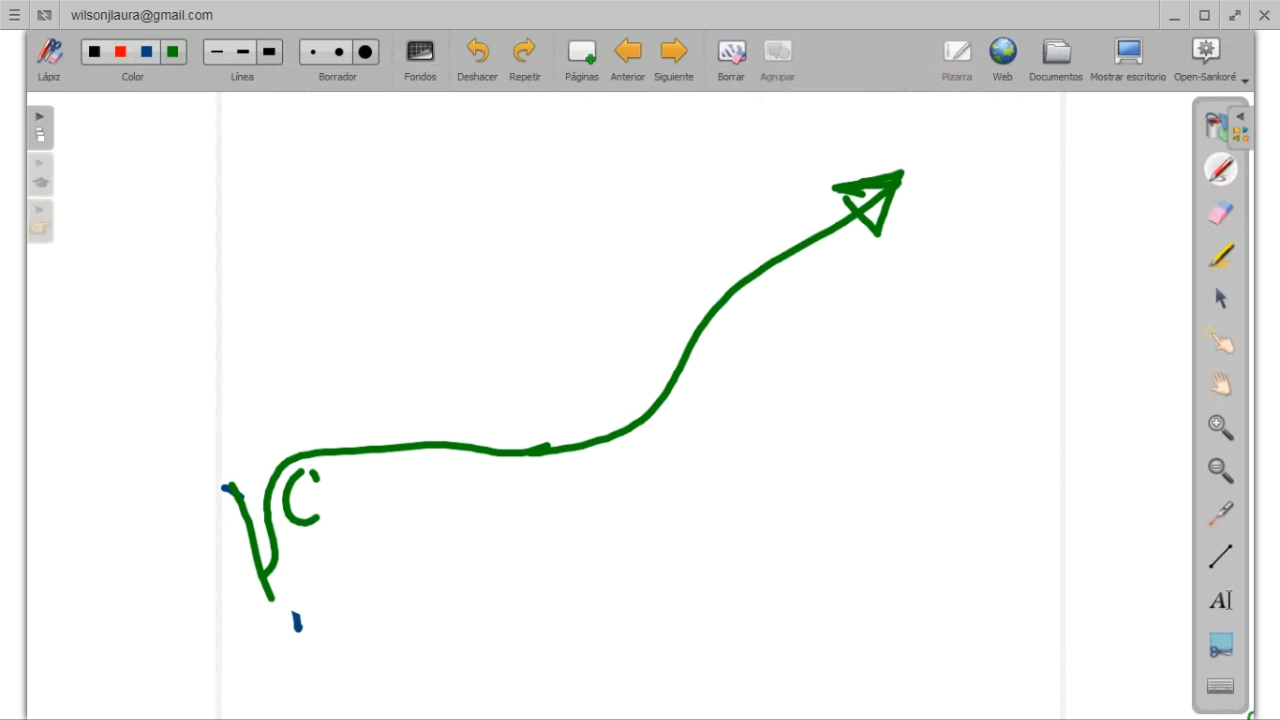 wilsonjlaura@gmail.com
Lápiz Color Línea Borrador Fondos Deshacer Repetir Páginas Anterior Siguiente Borrar Agrupar Pizarra Web Documentos Mostrar escritorio Open-Sankoré
C